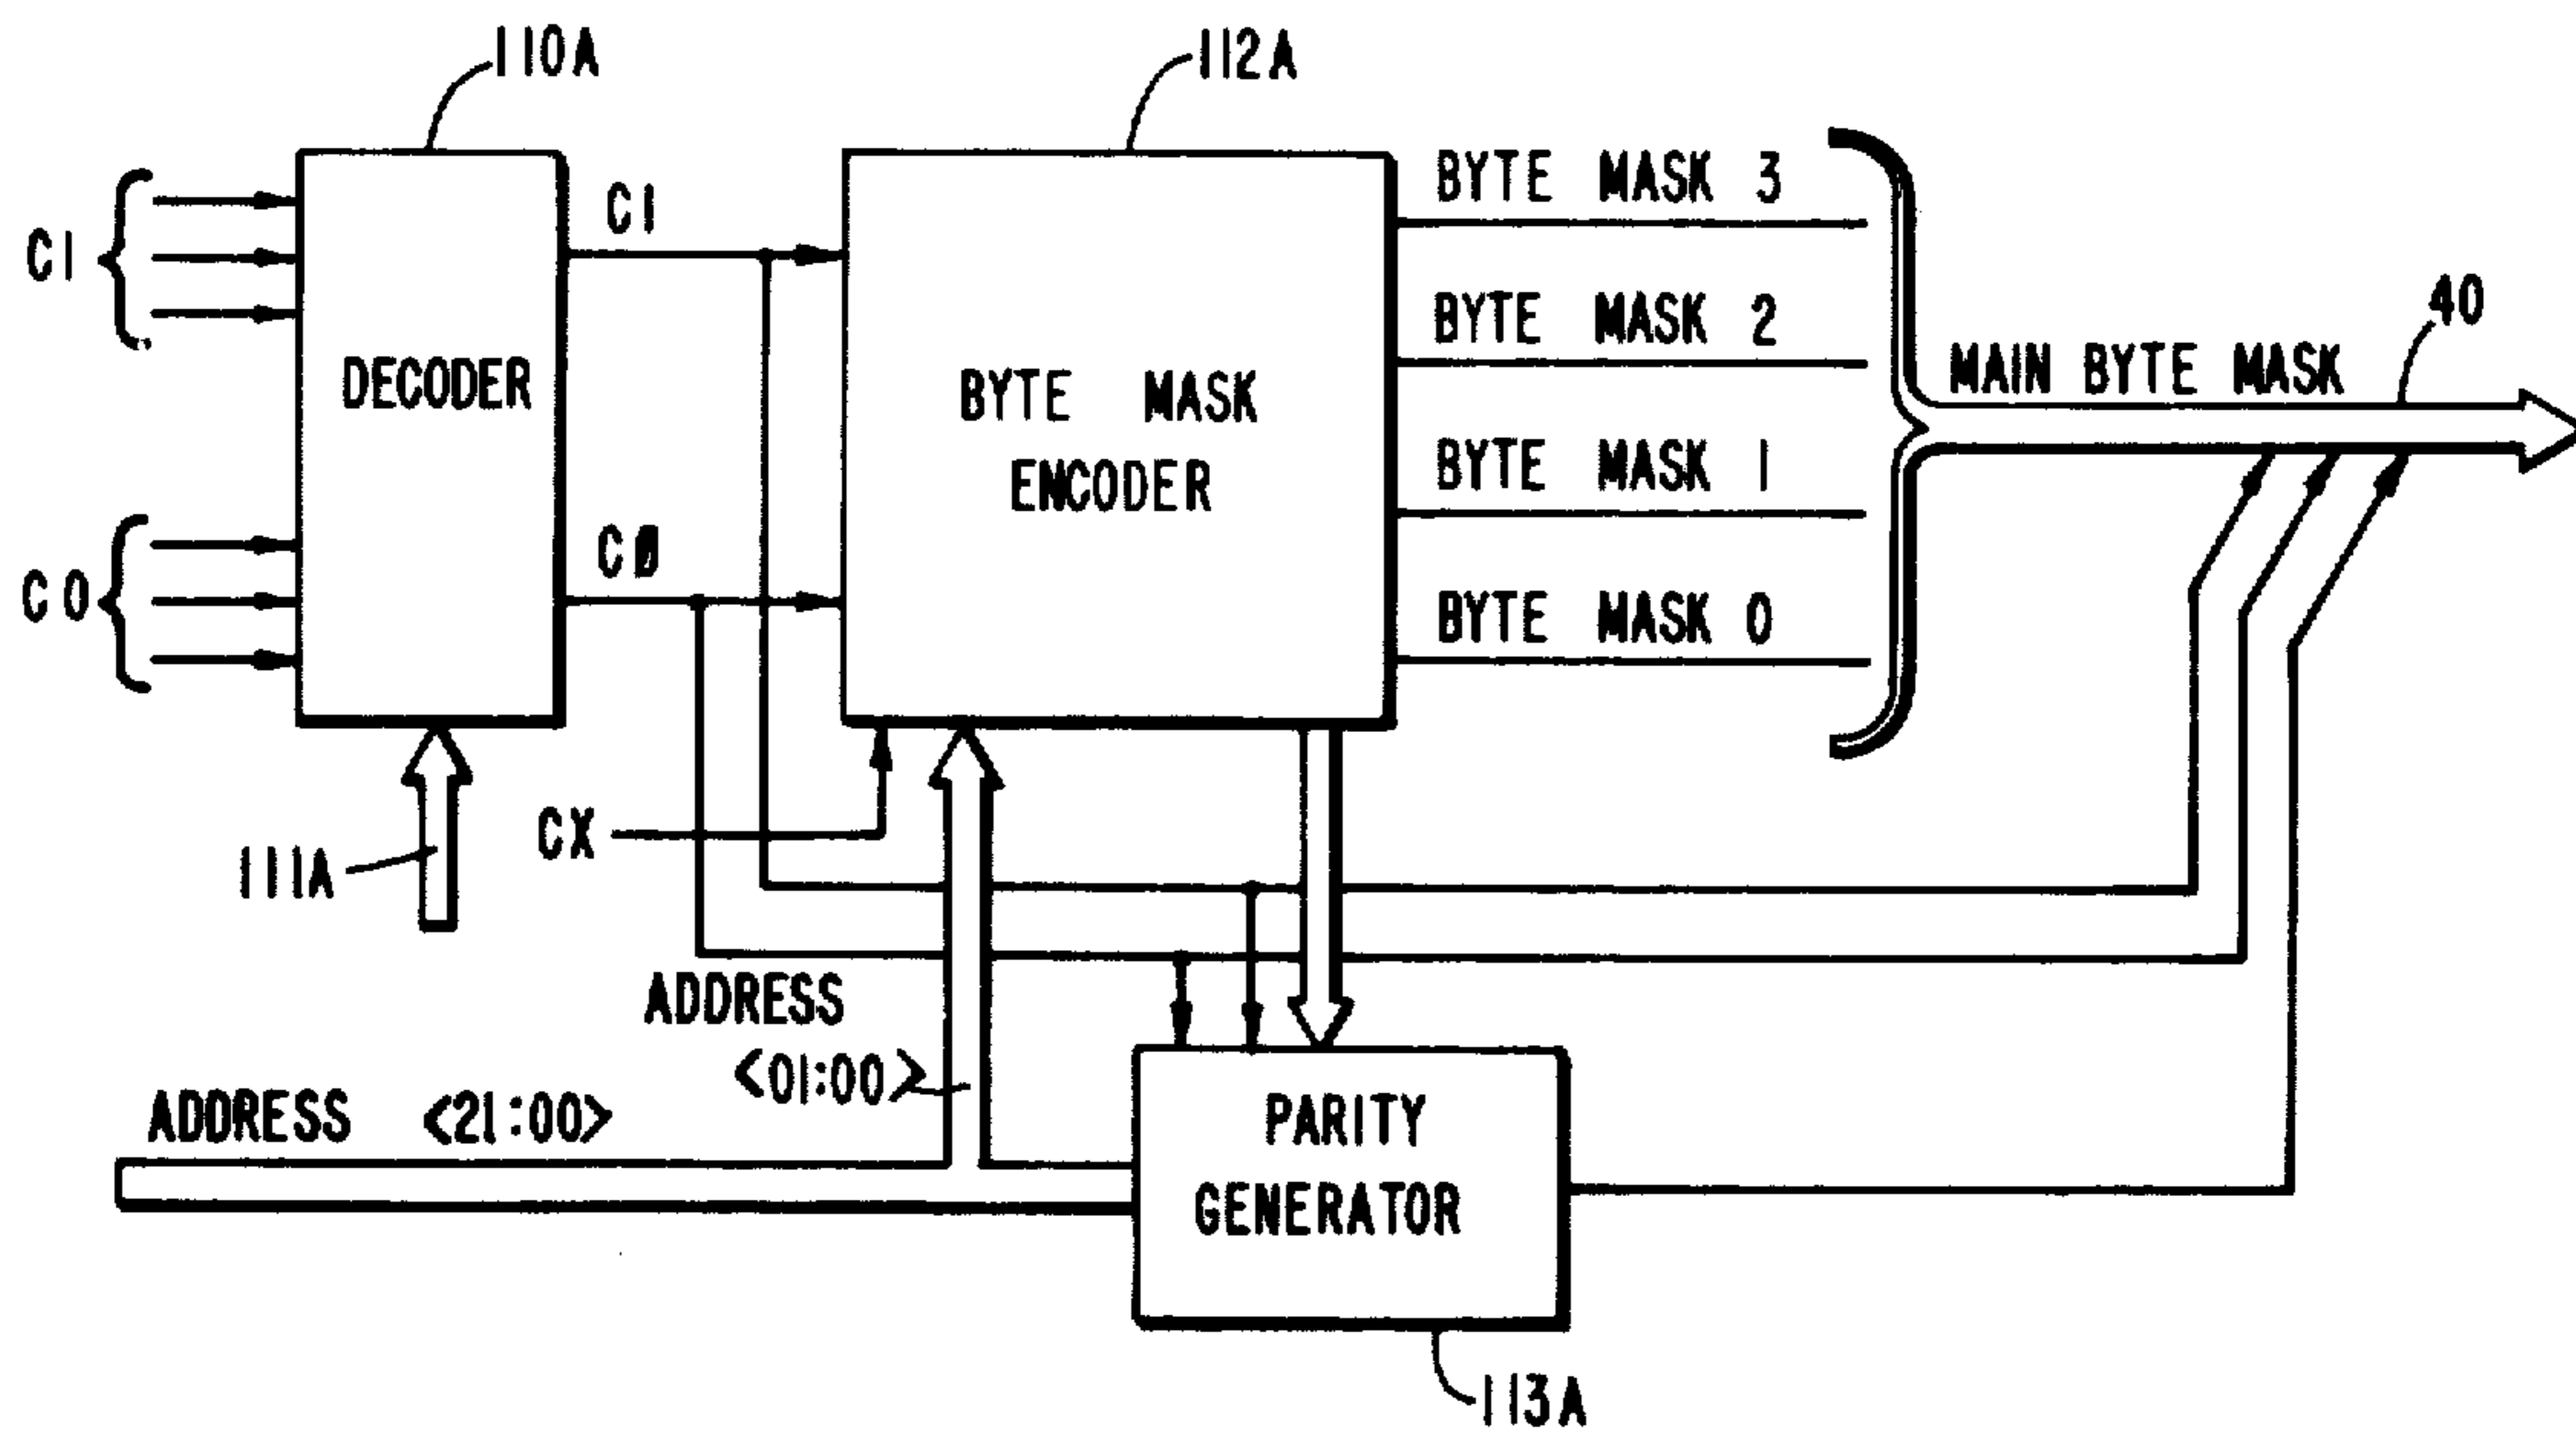 110A
112A
C1
DECODER
C1
BYTE MASK
ENCODER
BYTE MASK 3
BYTE MASK 2
BYTE MASK 1
BYTE MASK 0
MAIN BYTE MASK
40
C0
CØ
111A
CX
ADDRESS
<01:00>
ADDRESS <21:00>
PARITY
GENERATOR
113A